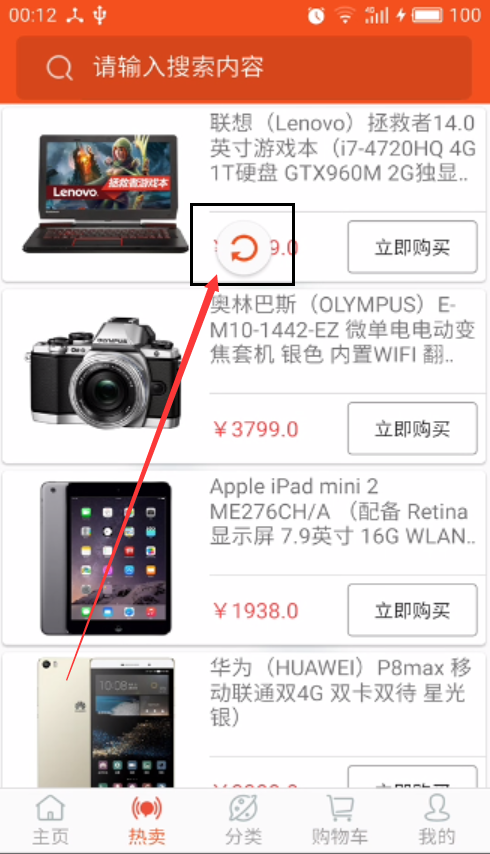 00:12 4G 100
请输入搜索内容
联想（Lenovo）拯救者14.0
英寸游戏本（i7-4720HQ 4G
1T硬盘 GTX960M 2G独显..
Lenovo 拯救者游戏本
9.0 立即购买
奥林巴斯（OLYMPUS）E-
M10-1442-EZ 微单电电动变
焦套机 银色 内置WIFI 翻..
OLYMPUS
￥3799.0 立即购买
Apple iPad mini 2
ME276CH/A （配备 Retina
显示屏 7.9英寸 16G WLAN..
￥1938.0 立即购买
华为（HUAWEI）P8max 移
动联通双4G 双卡双待 星光
银）
主页 热卖 分类 购物车 我的